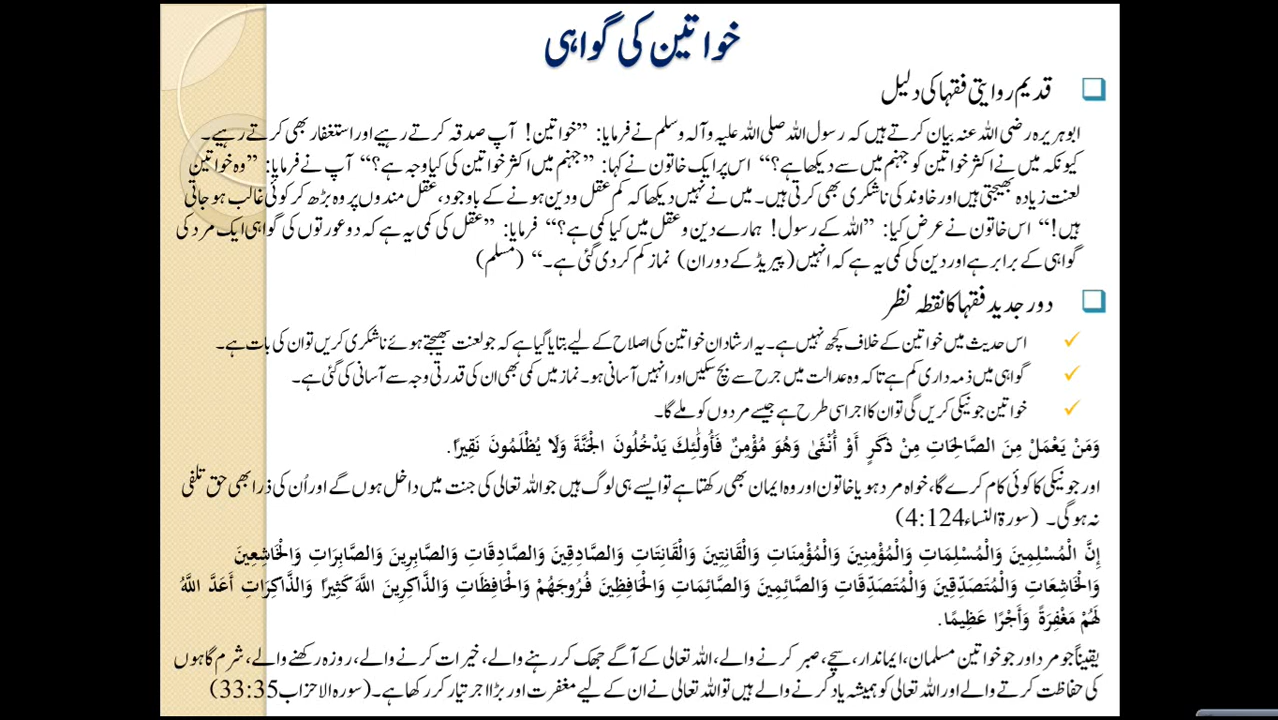 خواتین کی گواہی
قدیم روایتی فقہا کی دلیل
ابوہریرہ رضی اللہ عنہ بیان کرتے ہیں کہ رسول اللہ صلی اللہ علیہ وآلہ وسلم نے فرمایا: ”خواتین! آپ صدقہ کرتے رہیے اور استغفار بھی کرتے رہیے۔
کیونکہ میں نے اکثر خواتین کو جہنم میں سے دیکھا ہے؟“ اس پر ایک خاتون نے کہا: ”جہنم میں اکثر خواتین کی کیا وجہ ہے؟“ آپ نے فرمایا: ”وہ خواتین
لعنت زیادہ بھیجتی ہیں اور خاوند کی ناشکری بھی کرتی ہیں۔ میں نے نہیں دیکھا کہ کم عقل و دین ہونے کے باوجود، عقل مندوں پر وہ بڑھ کر کوئی غالب ہو جاتی
ہیں!“ اس خاتون نے عرض کیا: ”اللہ کے رسول! ہمارے دین و عقل میں کیا کمی ہے؟“ فرمایا: ”عقل کی کمی یہ ہے کہ دو عورتوں کی گواہی ایک مرد کی
گواہی کے برابر ہے اور دین کی کمی یہ ہے کہ انہیں (پیریڈ کے دوران) نماز کم کر دی گئی ہے۔“ (مسلم)
دور جدید فقہا کا نقطہ نظر
اس حدیث میں خواتین کے خلاف کچھ نہیں ہے۔ یہ ارشاد ان خواتین کی اصلاح کے لیے بتایا گیا ہے کہ جو لعنت بھیجتے ہوئے ناشکری کریں تو ان کی بات ہے۔
گواہی میں ذمہ داری کم ہے تاکہ وہ عدالت میں جرح سے بچ سکیں اور انہیں آسانی ہو۔ نماز میں کمی بھی ان کی قدرتی وجہ سے آسانی کی گئی ہے۔
خواتین جو نیکی کریں گی تو ان کا اجر اسی طرح ہے جیسے مردوں کو ملے گا۔
وَمَنْ يَعْمَلْ مِنَ الصَّالِحَاتِ مِنْ ذَكَرٍ أَوْ أُنْثَىٰ وَهُوَ مُؤْمِنٌ فَأُولَٰئِكَ يَدْخُلُونَ الْجَنَّةَ وَلَا يُظْلَمُونَ نَقِيرًا.
اور جو نیکی کا کوئی کام کرے گا، خواہ مرد ہو یا خاتون اور وہ ایمان بھی رکھتا ہے تو ایسے ہی لوگ ہیں جو اللہ تعالی کی جنت میں داخل ہوں گے اور اُن کی ذرا بھی حق تلفی
نہ ہو گی۔ (سورۃ النساء 4:124)
إِنَّ الْمُسْلِمِينَ وَالْمُسْلِمَاتِ وَالْمُؤْمِنِينَ وَالْمُؤْمِنَاتِ وَالْقَانِتِينَ وَالْقَانِتَاتِ وَالصَّادِقِينَ وَالصَّادِقَاتِ وَالصَّابِرِينَ وَالصَّابِرَاتِ وَالْخَاشِعِينَ
وَالْخَاشِعَاتِ وَالْمُتَصَدِّقِينَ وَالْمُتَصَدِّقَاتِ وَالصَّائِمِينَ وَالصَّائِمَاتِ وَالْحَافِظِينَ فُرُوجَهُمْ وَالْحَافِظَاتِ وَالذَّاكِرِينَ اللَّهَ كَثِيرًا وَالذَّاكِرَاتِ أَعَدَّ اللَّهُ
لَهُمْ مَغْفِرَةً وَأَجْرًا عَظِيمًا.
یقیناً جو مرد اور جو خواتین مسلمان، ایماندار، سچے، صبر کرنے والے، اللہ تعالی کے آگے جھک کر رہنے والے، خیرات کرنے والے، روزہ رکھنے والے، شرم گاہوں
کی حفاظت کرتے والے اور اللہ تعالی کو ہمیشہ یاد کرنے والے ہیں تو اللہ تعالی نے ان کے لیے مغفرت اور بڑا اجر تیار کر رکھا ہے۔ (سورہ الاحزاب 33:35)